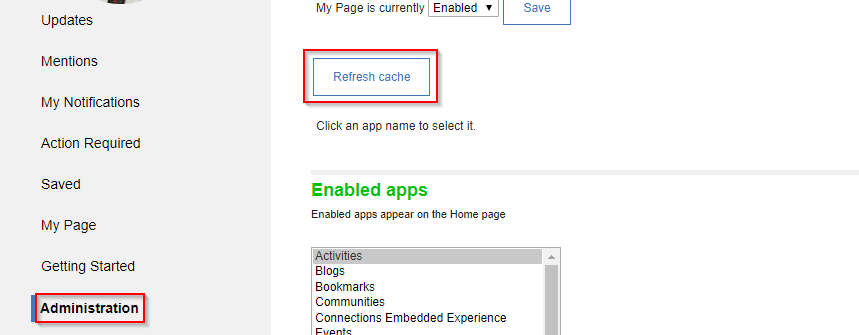 Updates
Mentions
My Notifications
Action Required
Saved
My Page
Getting Started
Administration
My Page is currently Enabled ▼ Save
Refresh cache
Click an app name to select it.
Enabled apps
Enabled apps appear on the Home page
Activities
Blogs
Bookmarks
Communities
Connections Embedded Experience
Events